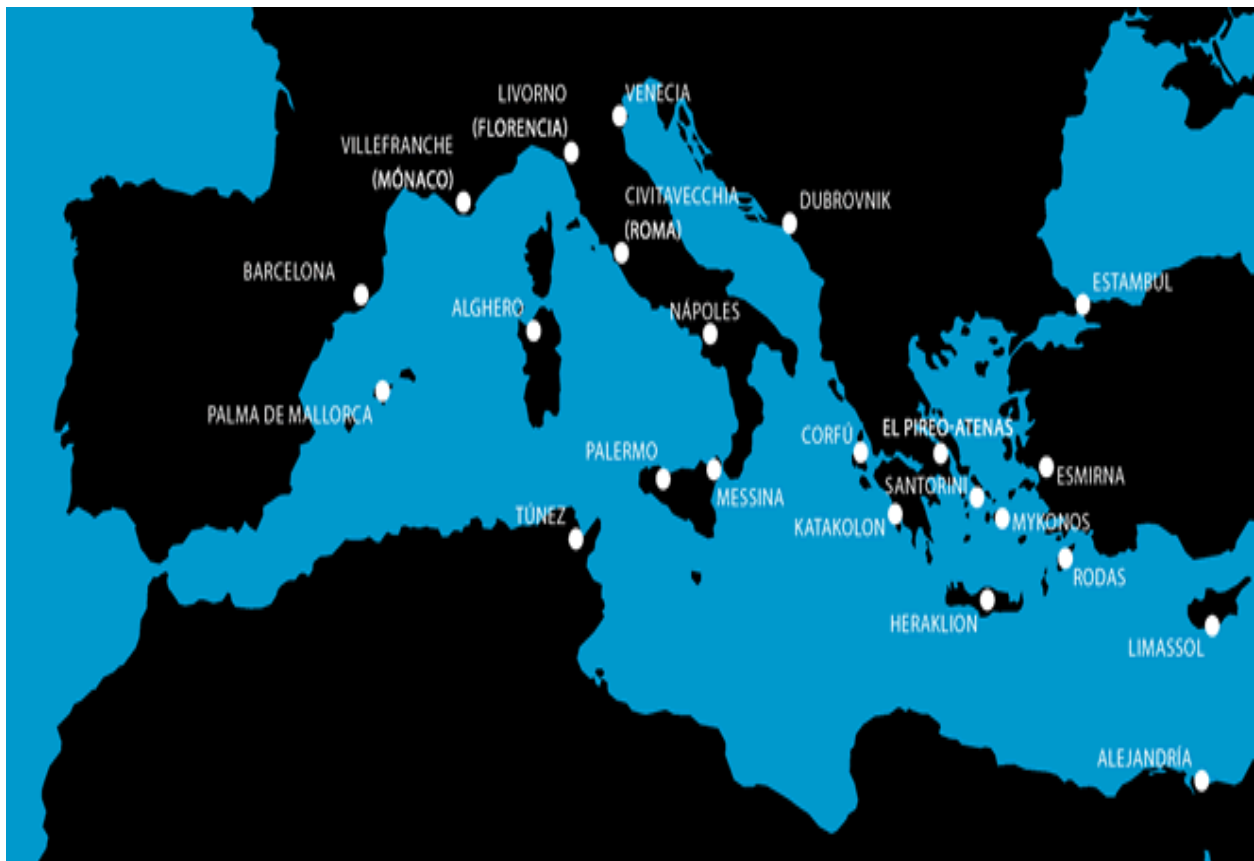 LIVORNO
(FLORENCIA)
VENECIA
VILLEFRANCHE
(MÓNACO)
CIVITAVECCHIA
(ROMA)
DUBROVNIK
BARCELONA
ALGHERO
NÁPOLES
ESTAMBUL
PALMA DE MALLORCA
CORFÚ
EL PIREO-ATENAS
PALERMO
MESSINA
SANTORINI
ESMIRNA
TÚNEZ
KATAKOLON
MYKONOS
RODAS
HERAKLION
LIMASSOL
ALEJANDRÍA